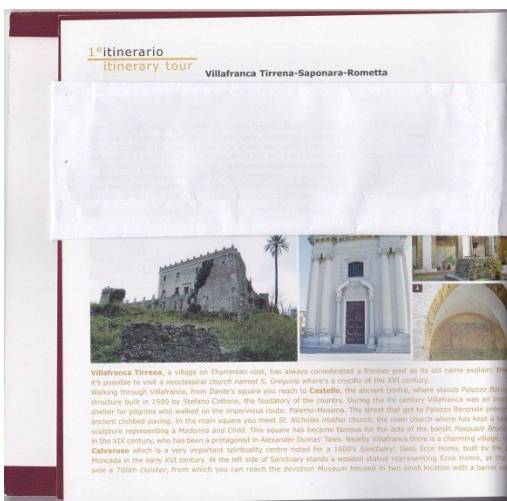 1°itinerario
itinerary tour
Villafranca Tirrena-Saponara-Rometta
Villafranca Tirrena, a village on Thyrrenian cost, has always considered a frontier post as its old name explain:
it's possible to visit a neoclassical church named S. Gregorio where's a crucifix of the XVI century.
Walking through Villafranca, from Dante's square you reach to Castello, the ancient centre, where stands Palazzo
structure built in 1590 by Stefano Cottone, the feudatory of the country. During the XV century Villafranca was an
shelter for pilgrims who walked on the impervious route: Palermo-Messina. The street that get to Palazzo Baronale
ancient clobbed paving. In the main square you meet St. Nicholas mother church, the main church where has kept a
sculpture representing a Madonna and Child. This square has became famous for the acts of the bandit Pasquale
in the XIX century, who has been a protagonist in Alexander Dumas' Tales. Nearby Villafranca there is a charming village,
Calvaruso which is a very important spirituality centre noted for a 1600's Sanctuary: Gesù Ecce Homo, built by the
Moncada in the early XVI century. At the left side of Sanctuary stands a wooden statue representing Ecce Homo, at the
side a 700th cloister, from which you can reach the devotion Museum housed in two small location with a barrel